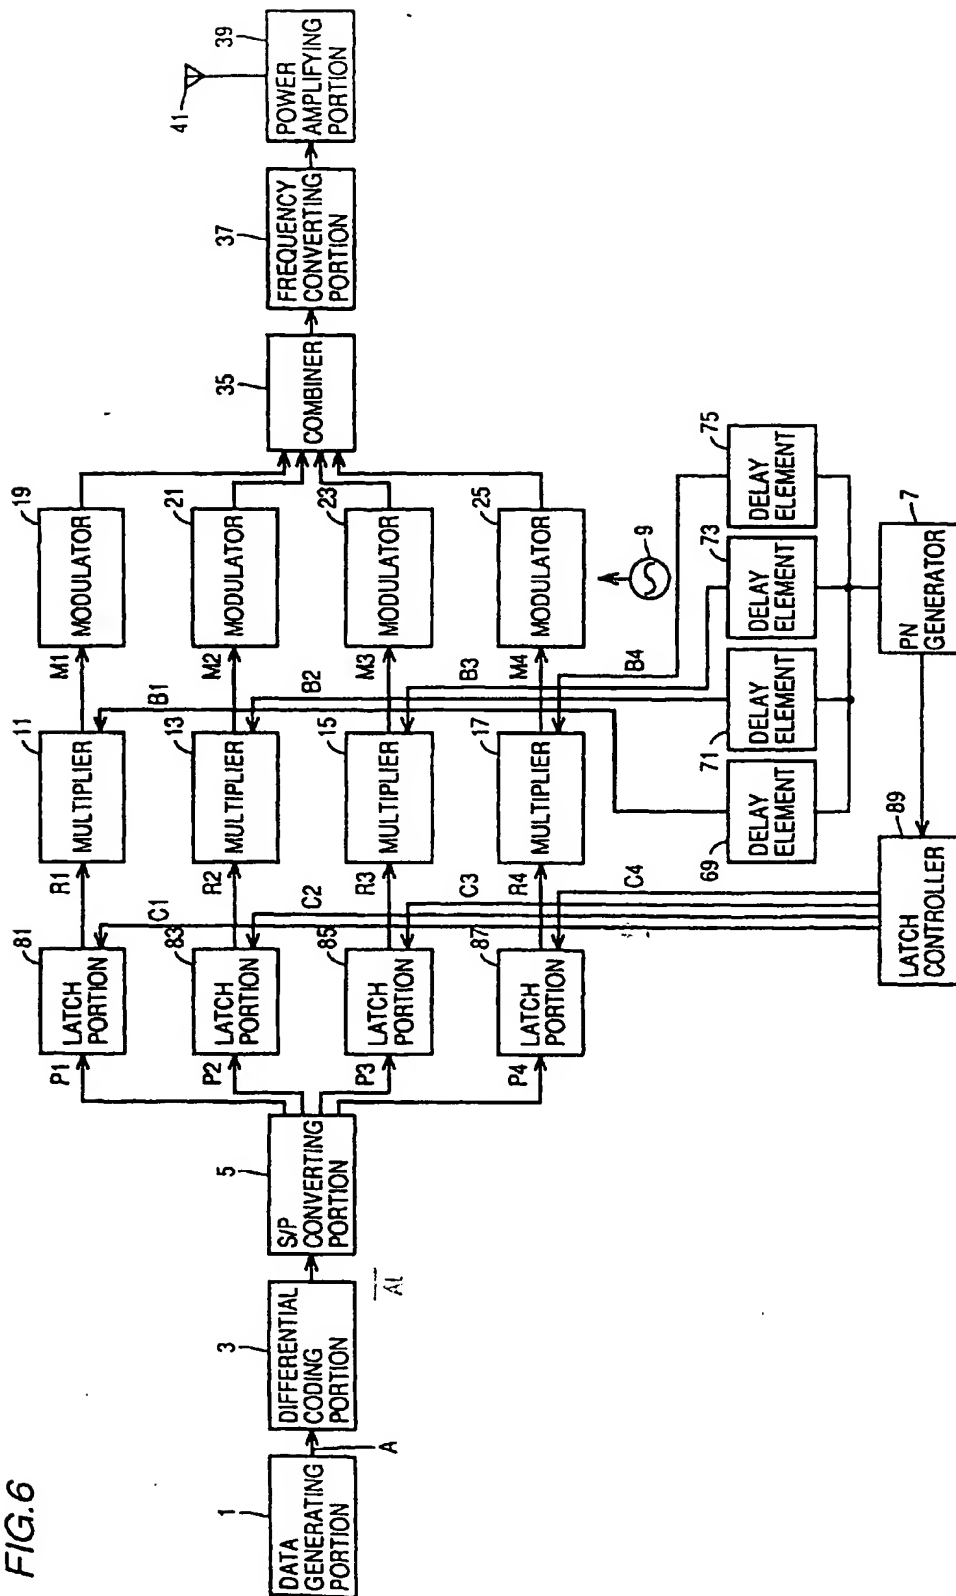 FIG.6
1
DATA
GENERATING
PORTION
A
3
DIFFERENTIAL
CODING
PORTION
5
S/P
CONVERTING
PORTION
P1
P2
P3
P4
81
LATCH
PORTION
83
LATCH
PORTION
85
LATCH
PORTION
87
LATCH
PORTION
C1
C2
C3
C4
R1
R2
R3
R4
11
MULTIPLIER
13
MULTIPLIER
15
MULTIPLIER
17
MULTIPLIER
B1
B2
B3
B4
M1
M2
M3
M4
19
MODULATOR
21
MODULATOR
23
MODULATOR
25
MODULATOR
9
35
COMBINER
37
FREQUENCY
CONVERTING
PORTION
39
POWER
AMPLIFYING
PORTION
41
69
DELAY
ELEMENT
71
DELAY
ELEMENT
73
DELAY
ELEMENT
75
DELAY
ELEMENT
89
LATCH
CONTROLLER
7
PN
GENERATOR